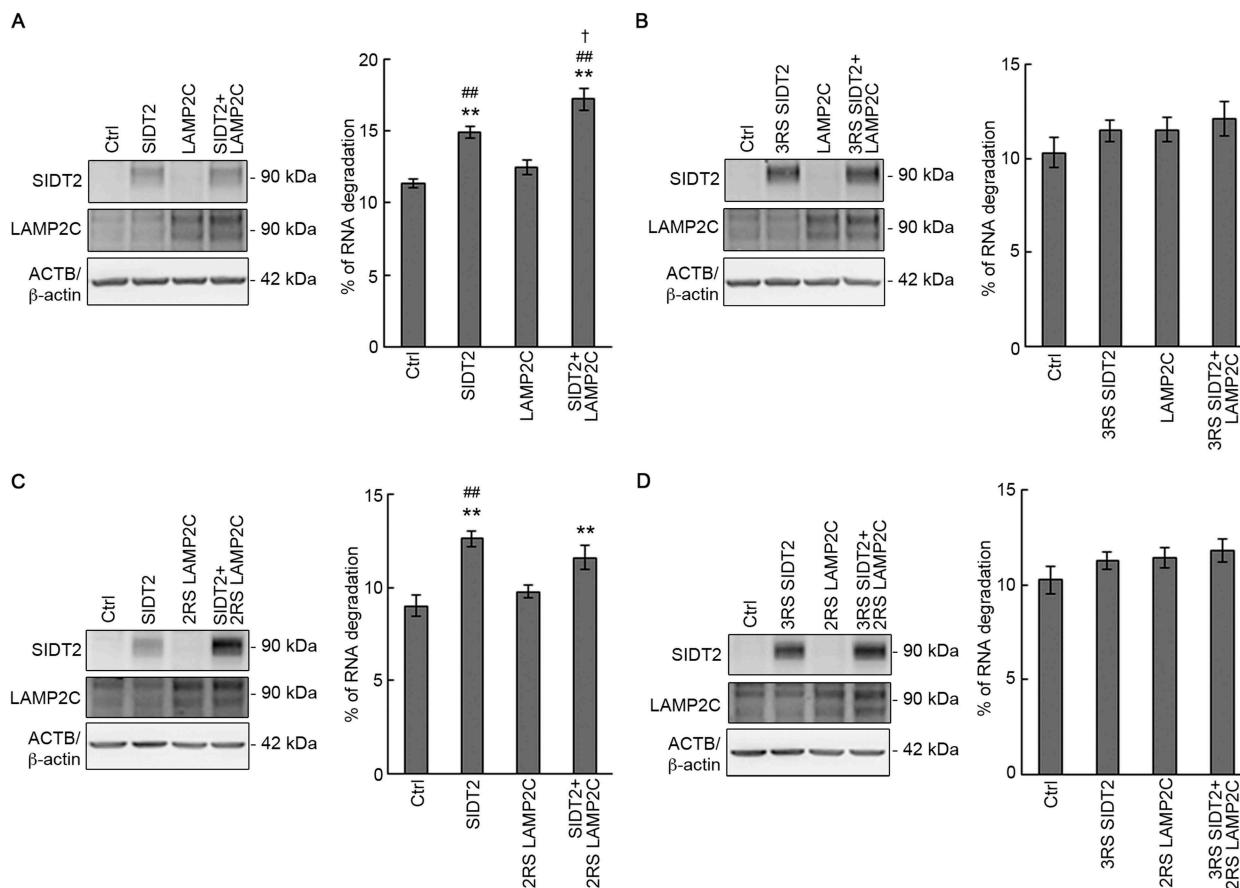 A
Ctrl
SIDT2
LAMP2C
SIDT2+
LAMP2C
SIDT2
- 90 kDa
LAMP2C
- 90 kDa
ACTB/
β-actin
- 42 kDa
% of RNA degradation
20
15
10
5
0
##
**
†
##
**
Ctrl
SIDT2
LAMP2C
SIDT2+
LAMP2C
B
Ctrl
3RS SIDT2
LAMP2C
3RS SIDT2+
LAMP2C
SIDT2
- 90 kDa
LAMP2C
- 90 kDa
ACTB/
β-actin
- 42 kDa
% of RNA degradation
15
10
5
0
Ctrl
3RS SIDT2
LAMP2C
3RS SIDT2+
LAMP2C
C
Ctrl
SIDT2
2RS LAMP2C
SIDT2+
2RS LAMP2C
SIDT2
- 90 kDa
LAMP2C
- 90 kDa
ACTB/
β-actin
- 42 kDa
% of RNA degradation
15
10
5
0
##
**
**
Ctrl
SIDT2
2RS LAMP2C
SIDT2+
2RS LAMP2C
D
Ctrl
3RS SIDT2
2RS LAMP2C
3RS SIDT2+
2RS LAMP2C
SIDT2
- 90 kDa
LAMP2C
- 90 kDa
ACTB/
β-actin
- 42 kDa
% of RNA degradation
15
10
5
0
Ctrl
3RS SIDT2
2RS LAMP2C
3RS SIDT2+
2RS LAMP2C